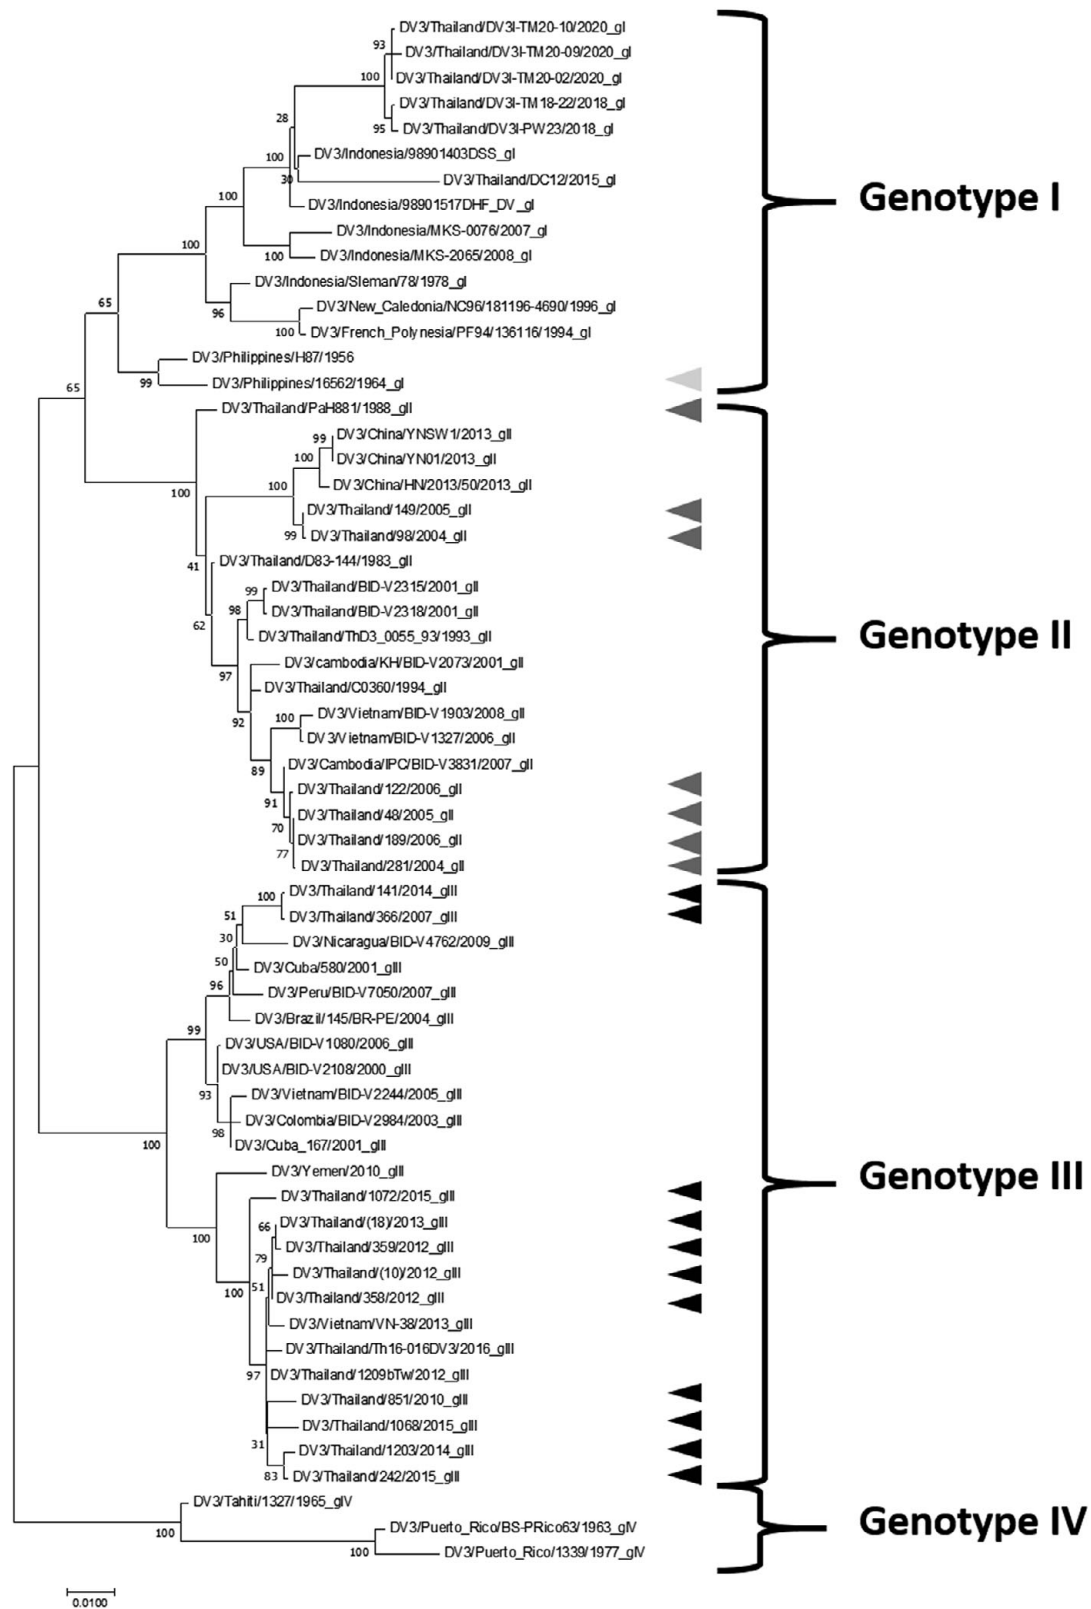 DV3/Thailand/DV3I-TM20-10/2020_gI
93
DV3/Thailand/DV3I-TM20-09/2020_gI
100
DV3/Thailand/DV3I-TM20-02/2020_gI
DV3/Thailand/DV3I-TM18-22/2018_gI
28
95
DV3/Thailand/DV3I-PW23/2018_gI
100
DV3/Indonesia/98901403DSS_gI
30
DV3/Thailand/DC12/2015_gI
100
DV3/Indonesia/98901517DHF_DV_gI
Genotype I
DV3/Indonesia/MKS-0076/2007_gI
100
100
DV3/Indonesia/MKS-2065/2008_gI
DV3/Indonesia/Sleman/78/1978_gI
65
96
DV3/New_Caledonia/NC96/181196-4690/1996_gI
100
DV3/French_Polynesia/PF94/136116/1994_gI
DV3/Philippines/H87/1956
65
99
DV3/Philippines/16562/1964_gI
DV3/Thailand/PaH881/1988_gII
99
DV3/China/YNSW1/2013_gII
100
DV3/China/YN01/2013_gII
100
100
DV3/China/HN/2013/50/2013_gII
DV3/Thailand/149/2005_gII
99
DV3/Thailand/98/2004_gII
41
DV3/Thailand/D83-144/1983_gII
99
DV3/Thailand/BID-V2315/2001_gII
98
DV3/Thailand/BID-V2318/2001_gII
62
DV3/Thailand/ThD3_0055_93/1993_gII
Genotype II
97
DV3/cambodia/KH/BID-V2073/2001_gII
DV3/Thailand/C0360/1994_gII
92
100
DV3/Vietnam/BID-V1903/2008_gII
DV3/Vietnam/BID-V1327/2006_gII
89
DV3/Cambodia/IPC/BID-V3831/2007_gII
91
DV3/Thailand/122/2006_gII
70
DV3/Thailand/48/2005_gII
77
DV3/Thailand/189/2006_gII
DV3/Thailand/281/2004_gII
100
DV3/Thailand/141/2014_gIII
51
DV3/Thailand/366/2007_gIII
30
DV3/Nicaragua/BID-V4762/2009_gIII
50
DV3/Cuba/580/2001_gIII
96
DV3/Peru/BID-V7050/2007_gIII
99
DV3/Brazil/145/BR-PE/2004_gIII
DV3/USA/BID-V1080/2006_gIII
DV3/USA/BID-V2108/2000_gIII
93
DV3/Vietnam/BID-V2244/2005_gIII
98
DV3/Colombia/BID-V2984/2003_gIII
100
DV3/Cuba_167/2001_gIII
DV3/Yemen/2010_gIII
Genotype III
DV3/Thailand/1072/2015_gIII
66
DV3/Thailand/(18)/2013_gIII
100
79
DV3/Thailand/359/2012_gIII
51
DV3/Thailand/(10)/2012_gIII
100
DV3/Thailand/358/2012_gIII
DV3/Vietnam/VN-38/2013_gIII
DV3/Thailand/Th16-016DV3/2016_gIII
97
DV3/Thailand/1209bTw/2012_gIII
DV3/Thailand/851/2010_gIII
DV3/Thailand/1068/2015_gIII
31
DV3/Thailand/1203/2014_gIII
83
DV3/Thailand/242/2015_gIII
DV3/Tahiti/1327/1965_gIV
100
DV3/Puerto_Rico/BS-PRico63/1963_gIV
Genotype IV
100
DV3/Puerto_Rico/1339/1977_gIV
0.0100